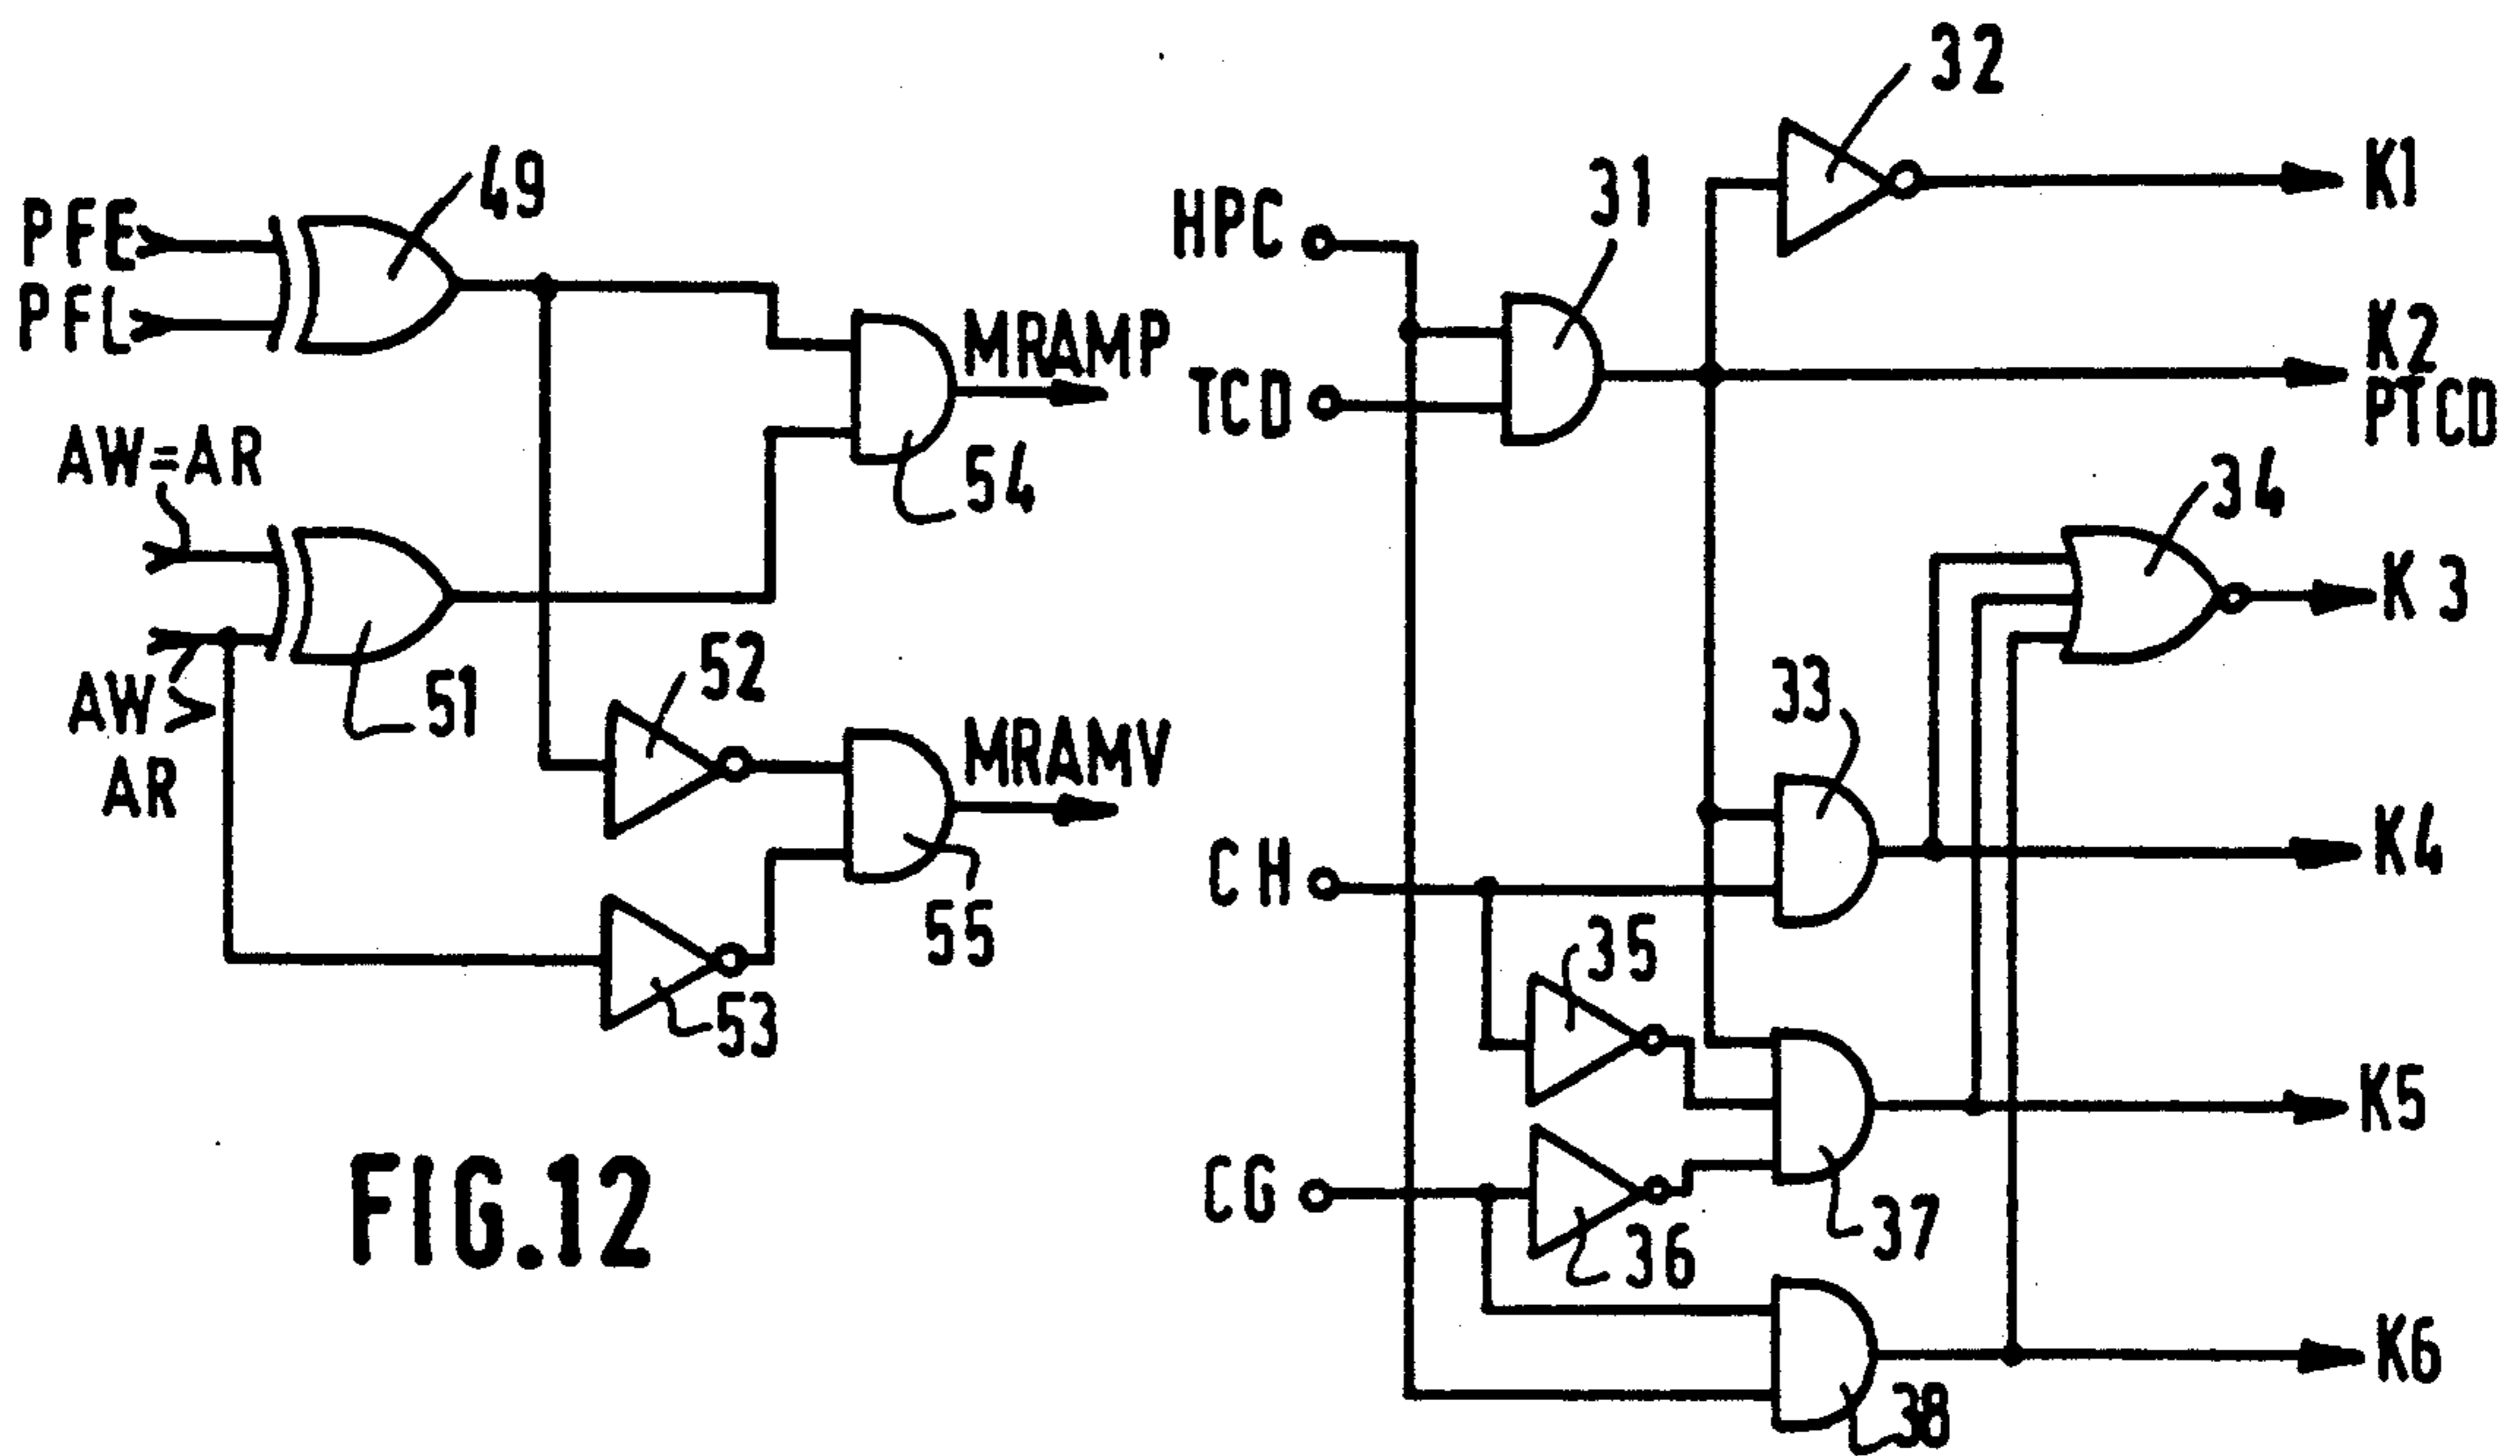 32
49
31
K1
PFE
HPC
PFL
MRAMP
K2
TCD
PTCD
AW=AR
54
34
K3
52
33
AW>
AR
51
MRAMV
CH
K4
35
55
53
K5
CG
37
36
FIG.12
K6
38